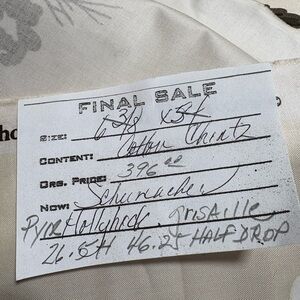 FINAL SALE
SIZE: 6 3/8 x 54
CONTENT: Cotton Chintz
ORG. PRICE: 396.00
NOW: Schumacher
Pyne Hollyhock Grisaille
26.5H 46.25 HALF DROP
ho